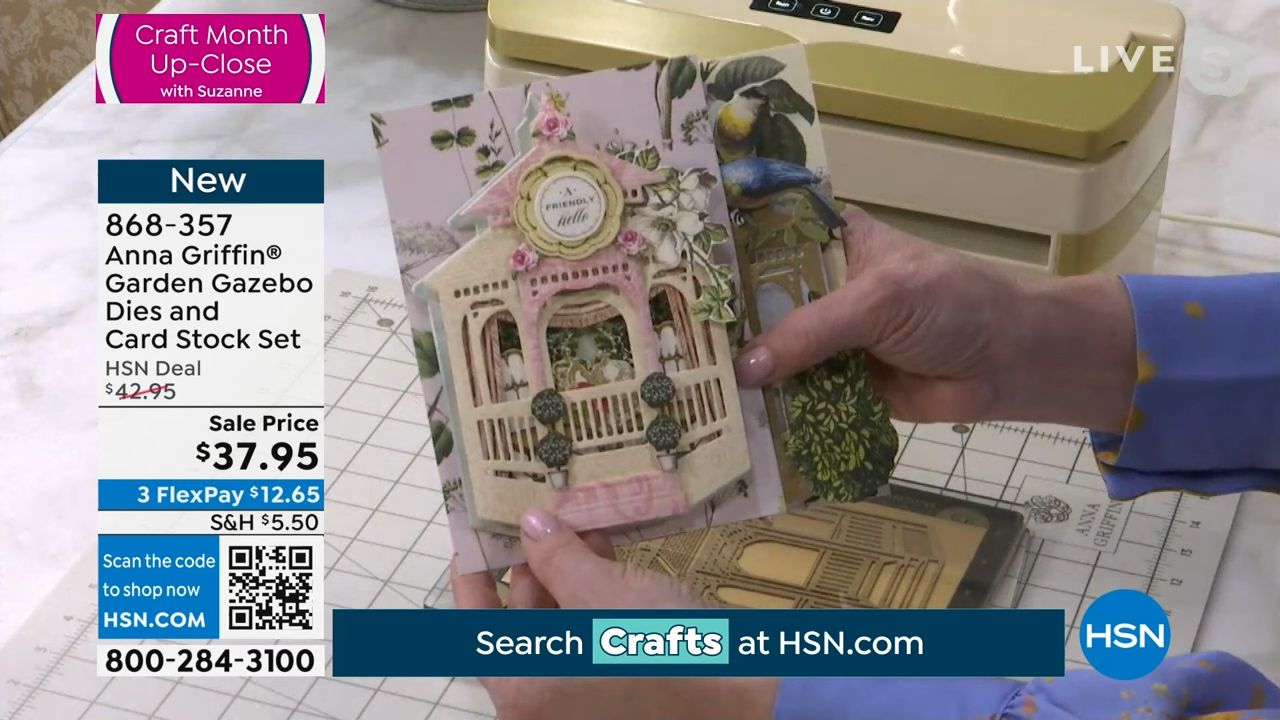 Craft Month
Up-Close
with Suzanne
LIVE S
New
868-357
Anna Griffin®
Garden Gazebo
Dies and
Card Stock Set
HSN Deal
$42.95
Sale Price
$37.95
3 FlexPay $12.65
S&H $5.50
Scan the code
to shop now
HSN.COM
800-284-3100
A
FRIENDLY
hello
ANNA
GRIFFIN
Search Crafts at HSN.com
HSN